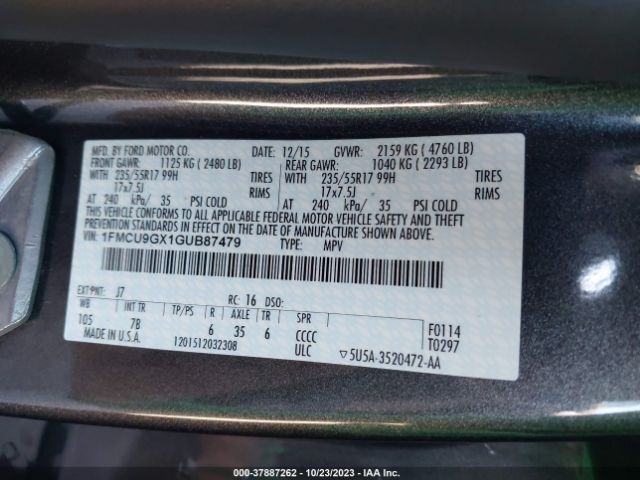 MFD. BY FORD MOTOR CO. DATE: 12/15 GVWR: 2159 KG ( 4760 LB)
FRONT GAWR: 1125 KG ( 2480 LB) REAR GAWR: 1040 KG ( 2293 LB)
WITH 235/55R17 99H TIRES WITH 235/55R17 99H TIRES
17x7.5J RIMS 17x7.5J RIMS
AT 240 kPa/ 35 PSI COLD AT 240 kPa/ 35 PSI COLD
THIS VEHICLE CONFORMS TO ALL APPLICABLE FEDERAL MOTOR VEHICLE SAFETY AND THEFT
PREVENTION STANDARDS IN EFFECT ON THE DATE OF MANUFACTURE SHOWN ABOVE.
VIN: 1FMCU9GX1GUB87479 TYPE: MPV
EXT PNT: J7 RC: 16 DSO:
WB INT TR TP/PS R AXLE TR SPR F0114
105 7B 6 35 6 CCCC T0297
MADE IN U.S.A. 1201512032308 ULC ▽5U5A-3520472-AA
000-37887262 - 10/23/2023 - IAA Inc.